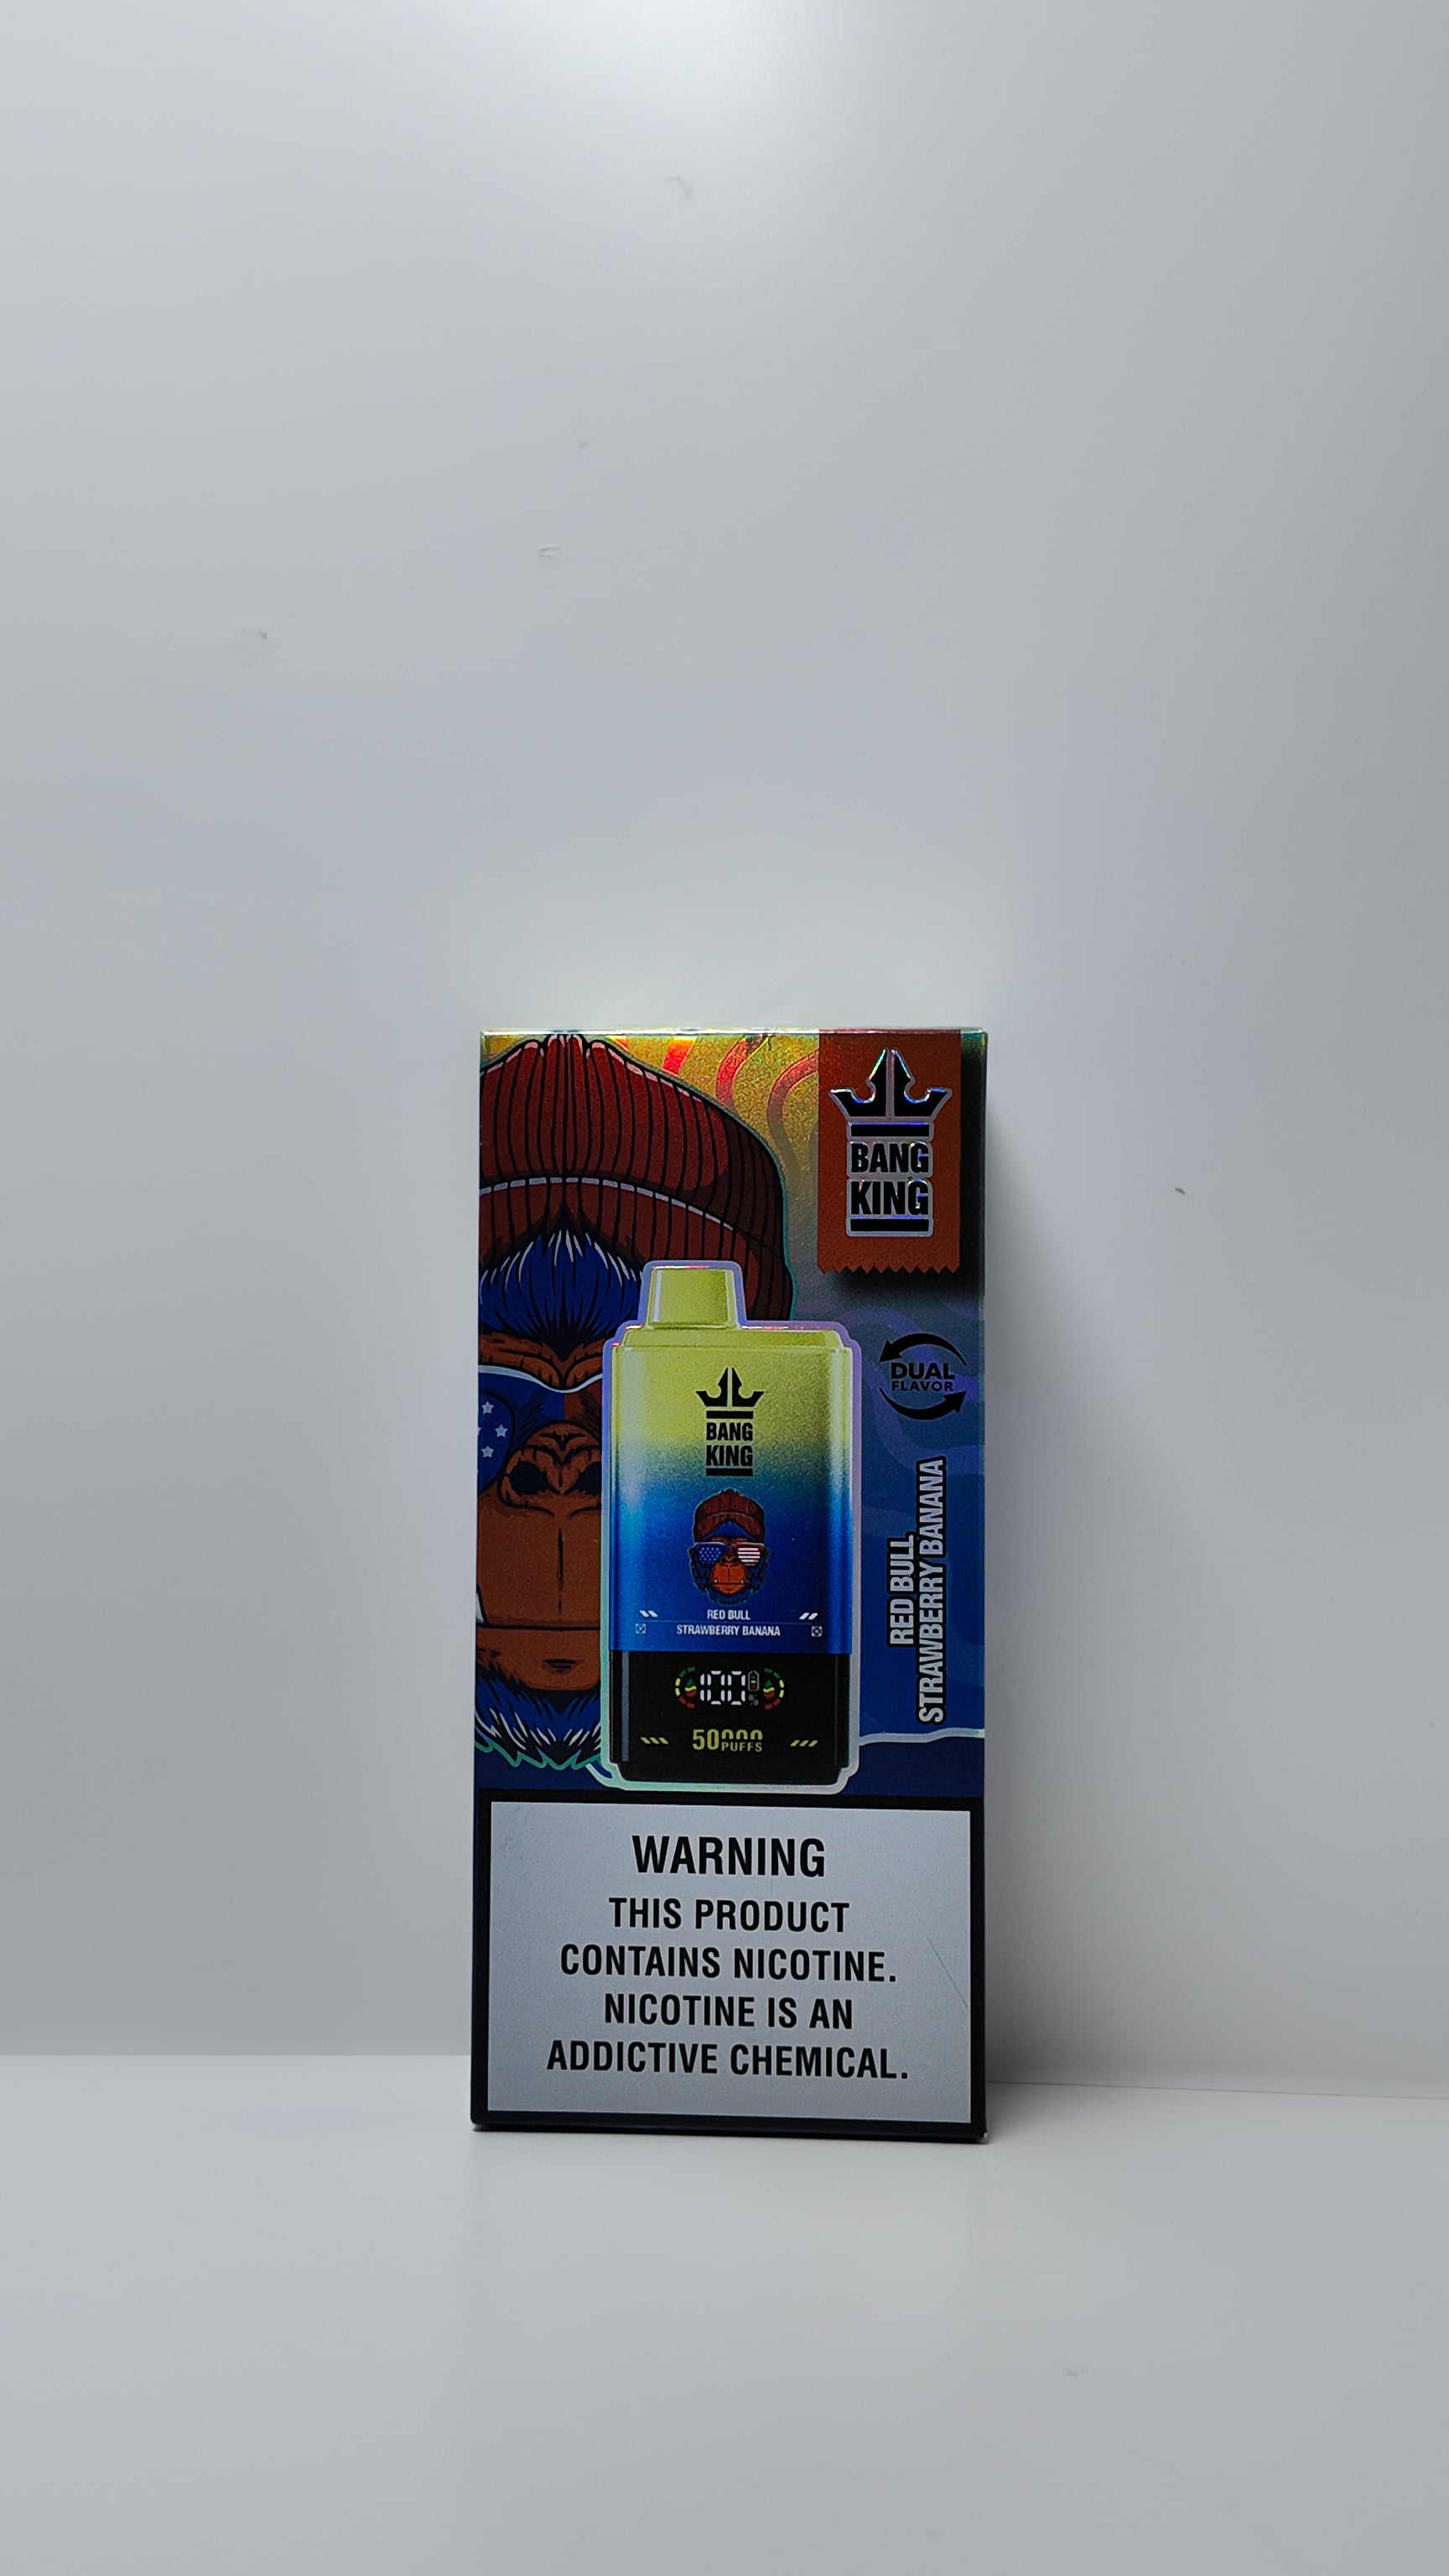 BANG
KING
DUAL
FLAVOR
RED BULL
STRAWBERRY BANANA
BANG
KING
RED BULL
STRAWBERRY BANANA
100%
50000
PUFFS
WARNING
THIS PRODUCT
CONTAINS NICOTINE.
NICOTINE IS AN
ADDICTIVE CHEMICAL.